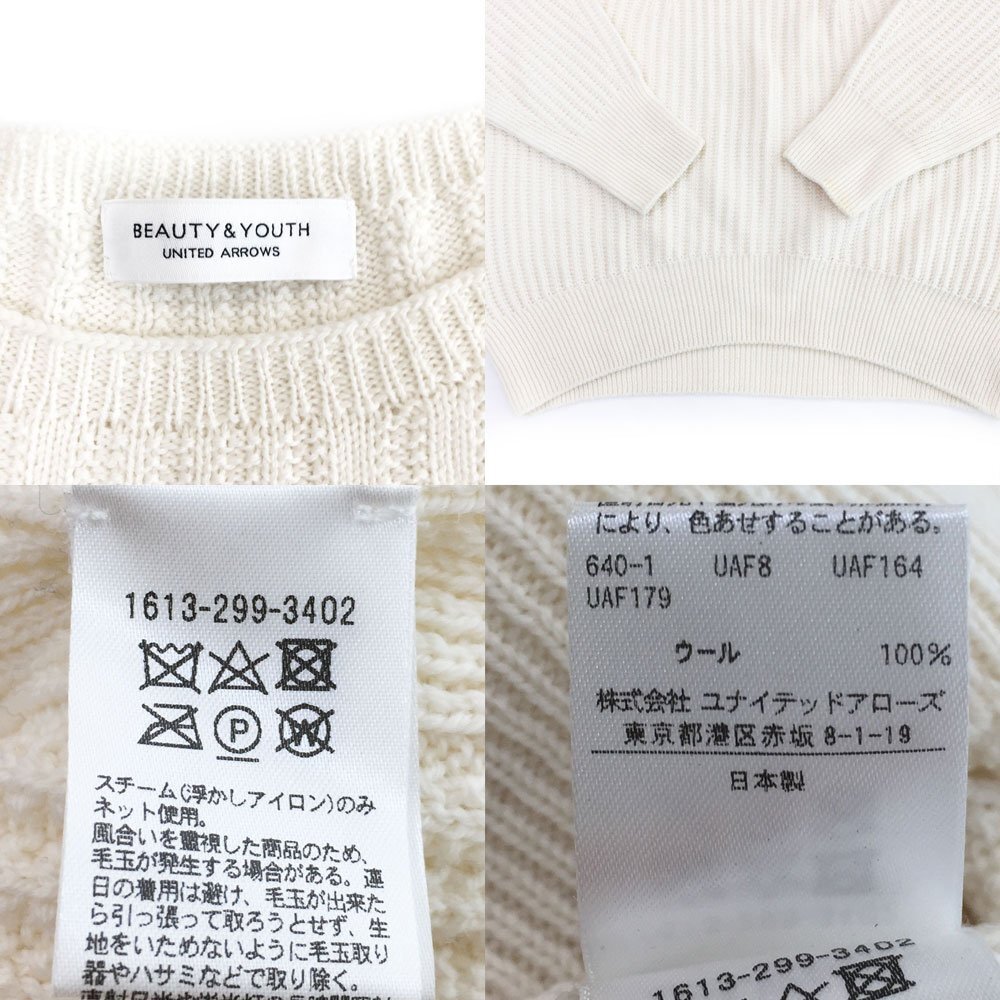 BEAUTY&YOUTH
UNITED ARROWS
1613-299-3402
P
W
スチーム(浮かしアイロン)のみ
ネット使用。
風合いを重視した商品のため、
毛玉が発生する場合がある。連
日の着用は避け、毛玉が出来た
ら引っ張って取ろうとせず、生
地をいためないように毛玉取り
器やハサミなどで取り除く。
により、色あせすることがある。
640-1 UAF8 UAF164
UAF179
ウール 100%
株式会社 ユナイテッドアローズ
東京都港区赤坂 8-1-19
日本製
1613-299-3402